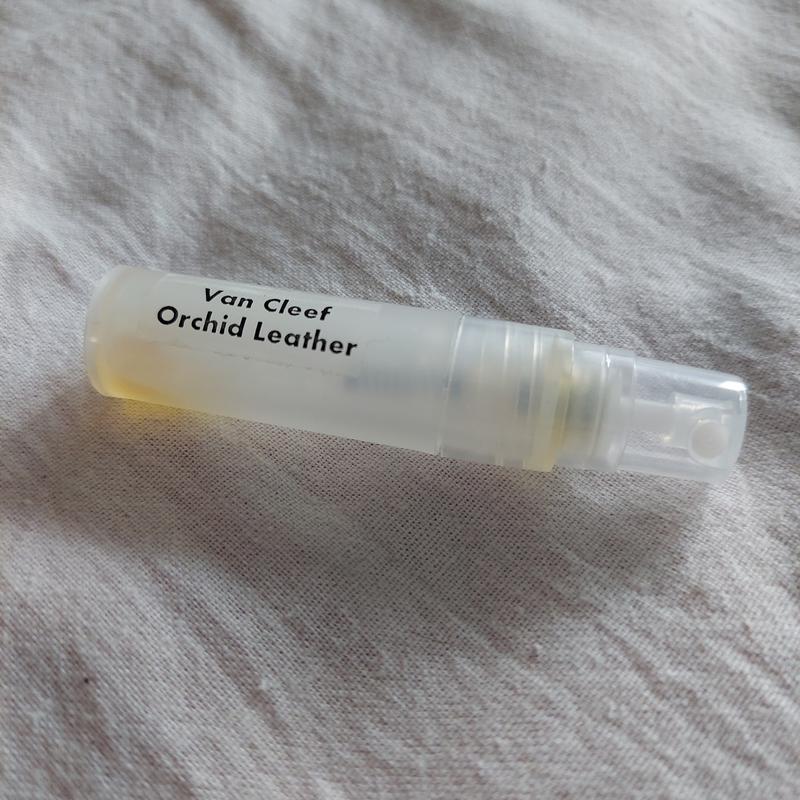 Van Cleef
Orchid Leather